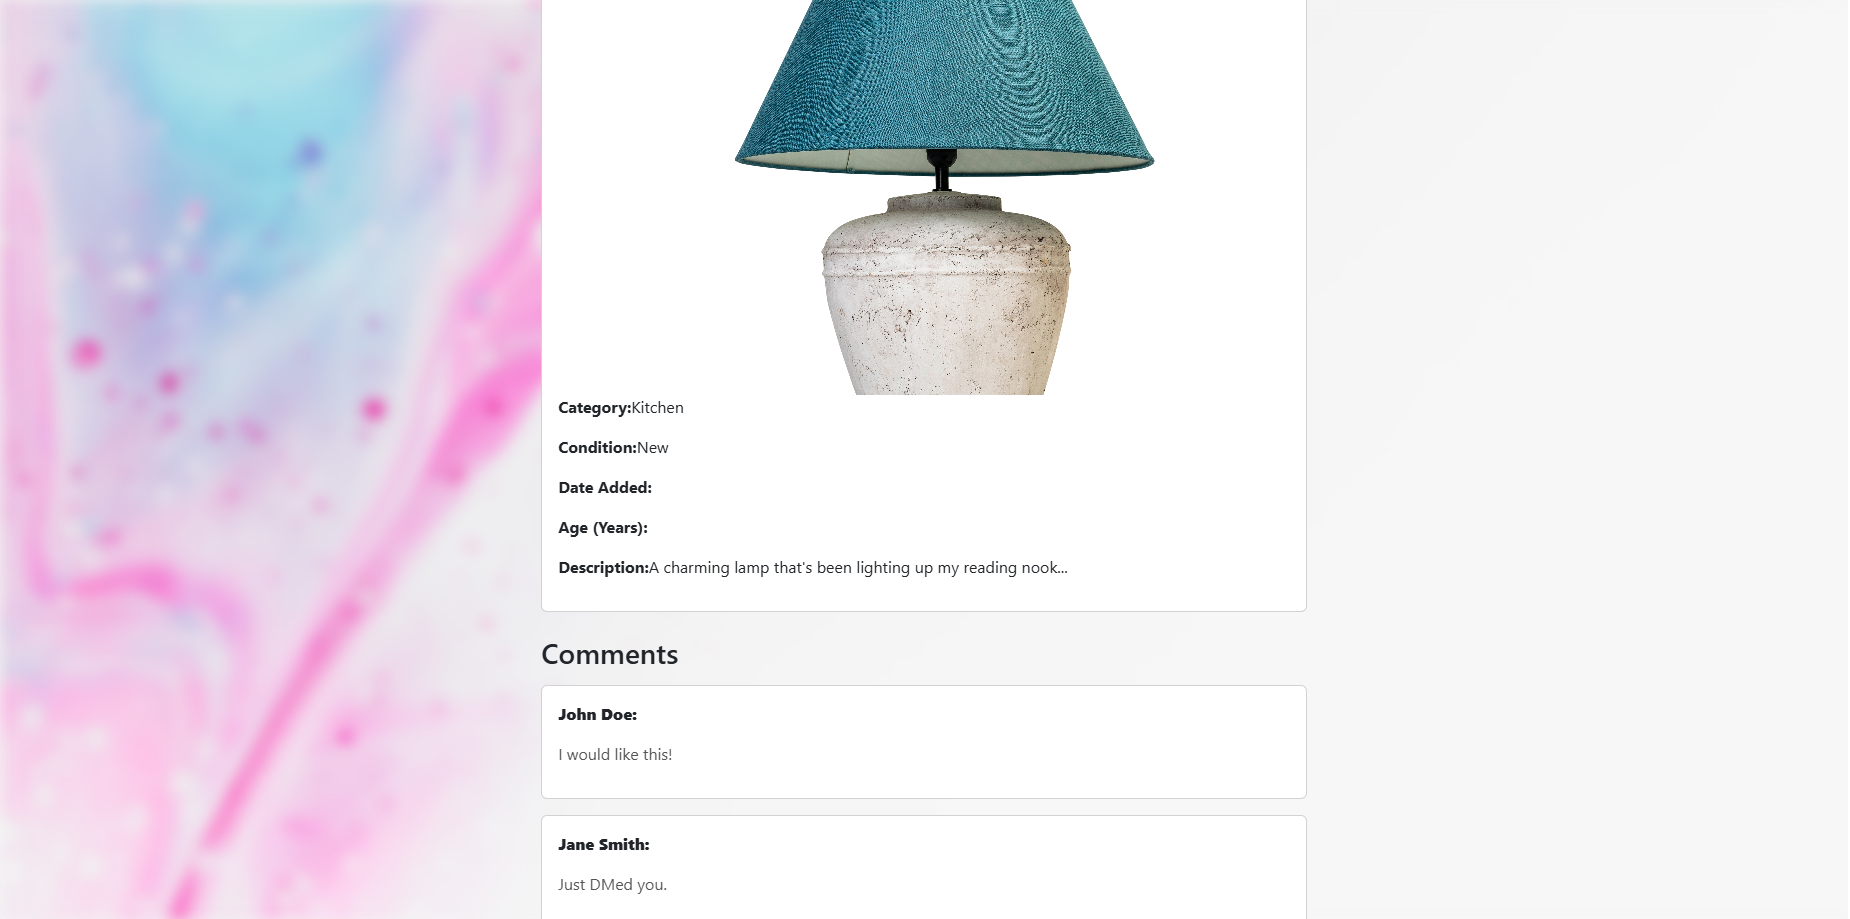 Category:Kitchen
Condition:New
Date Added:
Age (Years):
Description:A charming lamp that's been lighting up my reading nook...
Comments
John Doe:
I would like this!
Jane Smith:
Just DMed you.